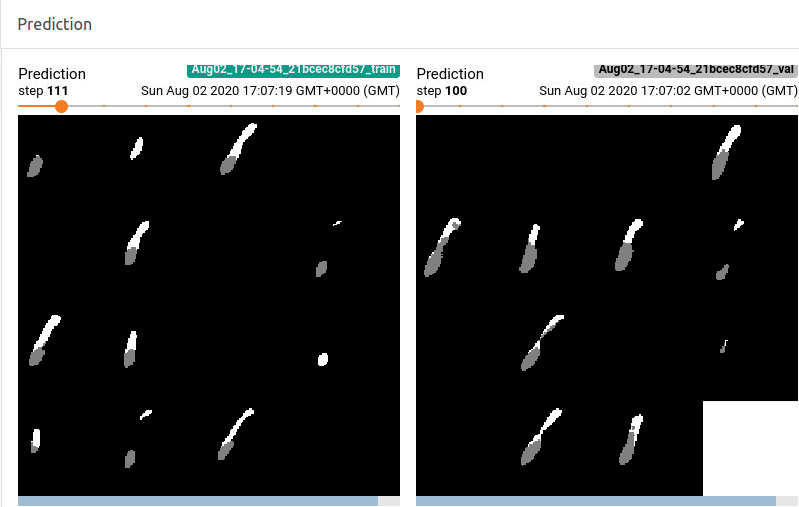 Prediction
Prediction
Aug02_17-04-54_21bcec8cfd57_train
step 111
Sun Aug 02 2020 17:07:19 GMT+0000 (GMT)
Prediction
Aug02_17-04-54_21bcec8cfd57_val
step 100
Sun Aug 02 2020 17:07:02 GMT+0000 (GMT)